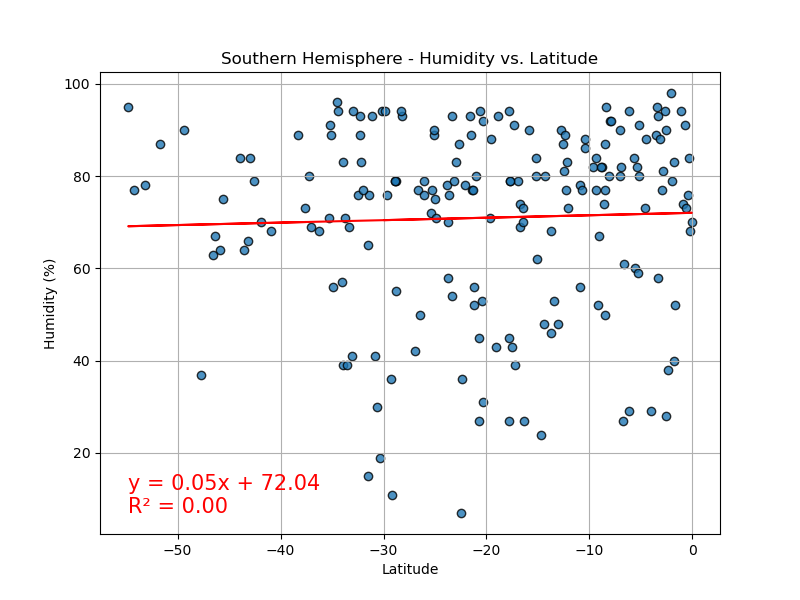 Southern Hemisphere - Humidity vs. Latitude
100
80
60
40
20
Humidity (%)
y = 0.05x + 72.04
R² = 0.00
−50
−40
−30
−20
−10
0
Latitude